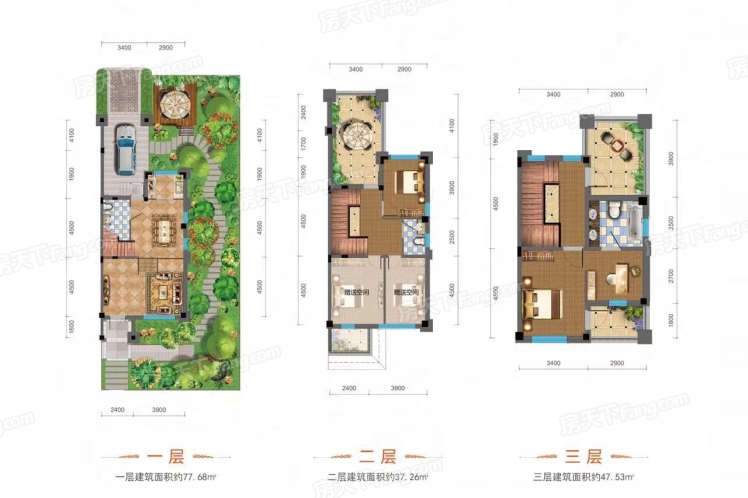 3400 2900
4100 1900 4500 4500 1600
4100 1900 4500 4500
2400 3900
3400 2900
2400 1700 1900 4500 4500
4100 3900 2500 4500
赠送空间 赠送空间
2400 3900
3400 2900
1900 4500 4500
3900 2500 2700 1800
3400 2900
一层
一层建筑面积约77.68㎡
二层
二层建筑面积约37.26㎡
三层
三层建筑面积约47.53㎡
房天下Fang.com